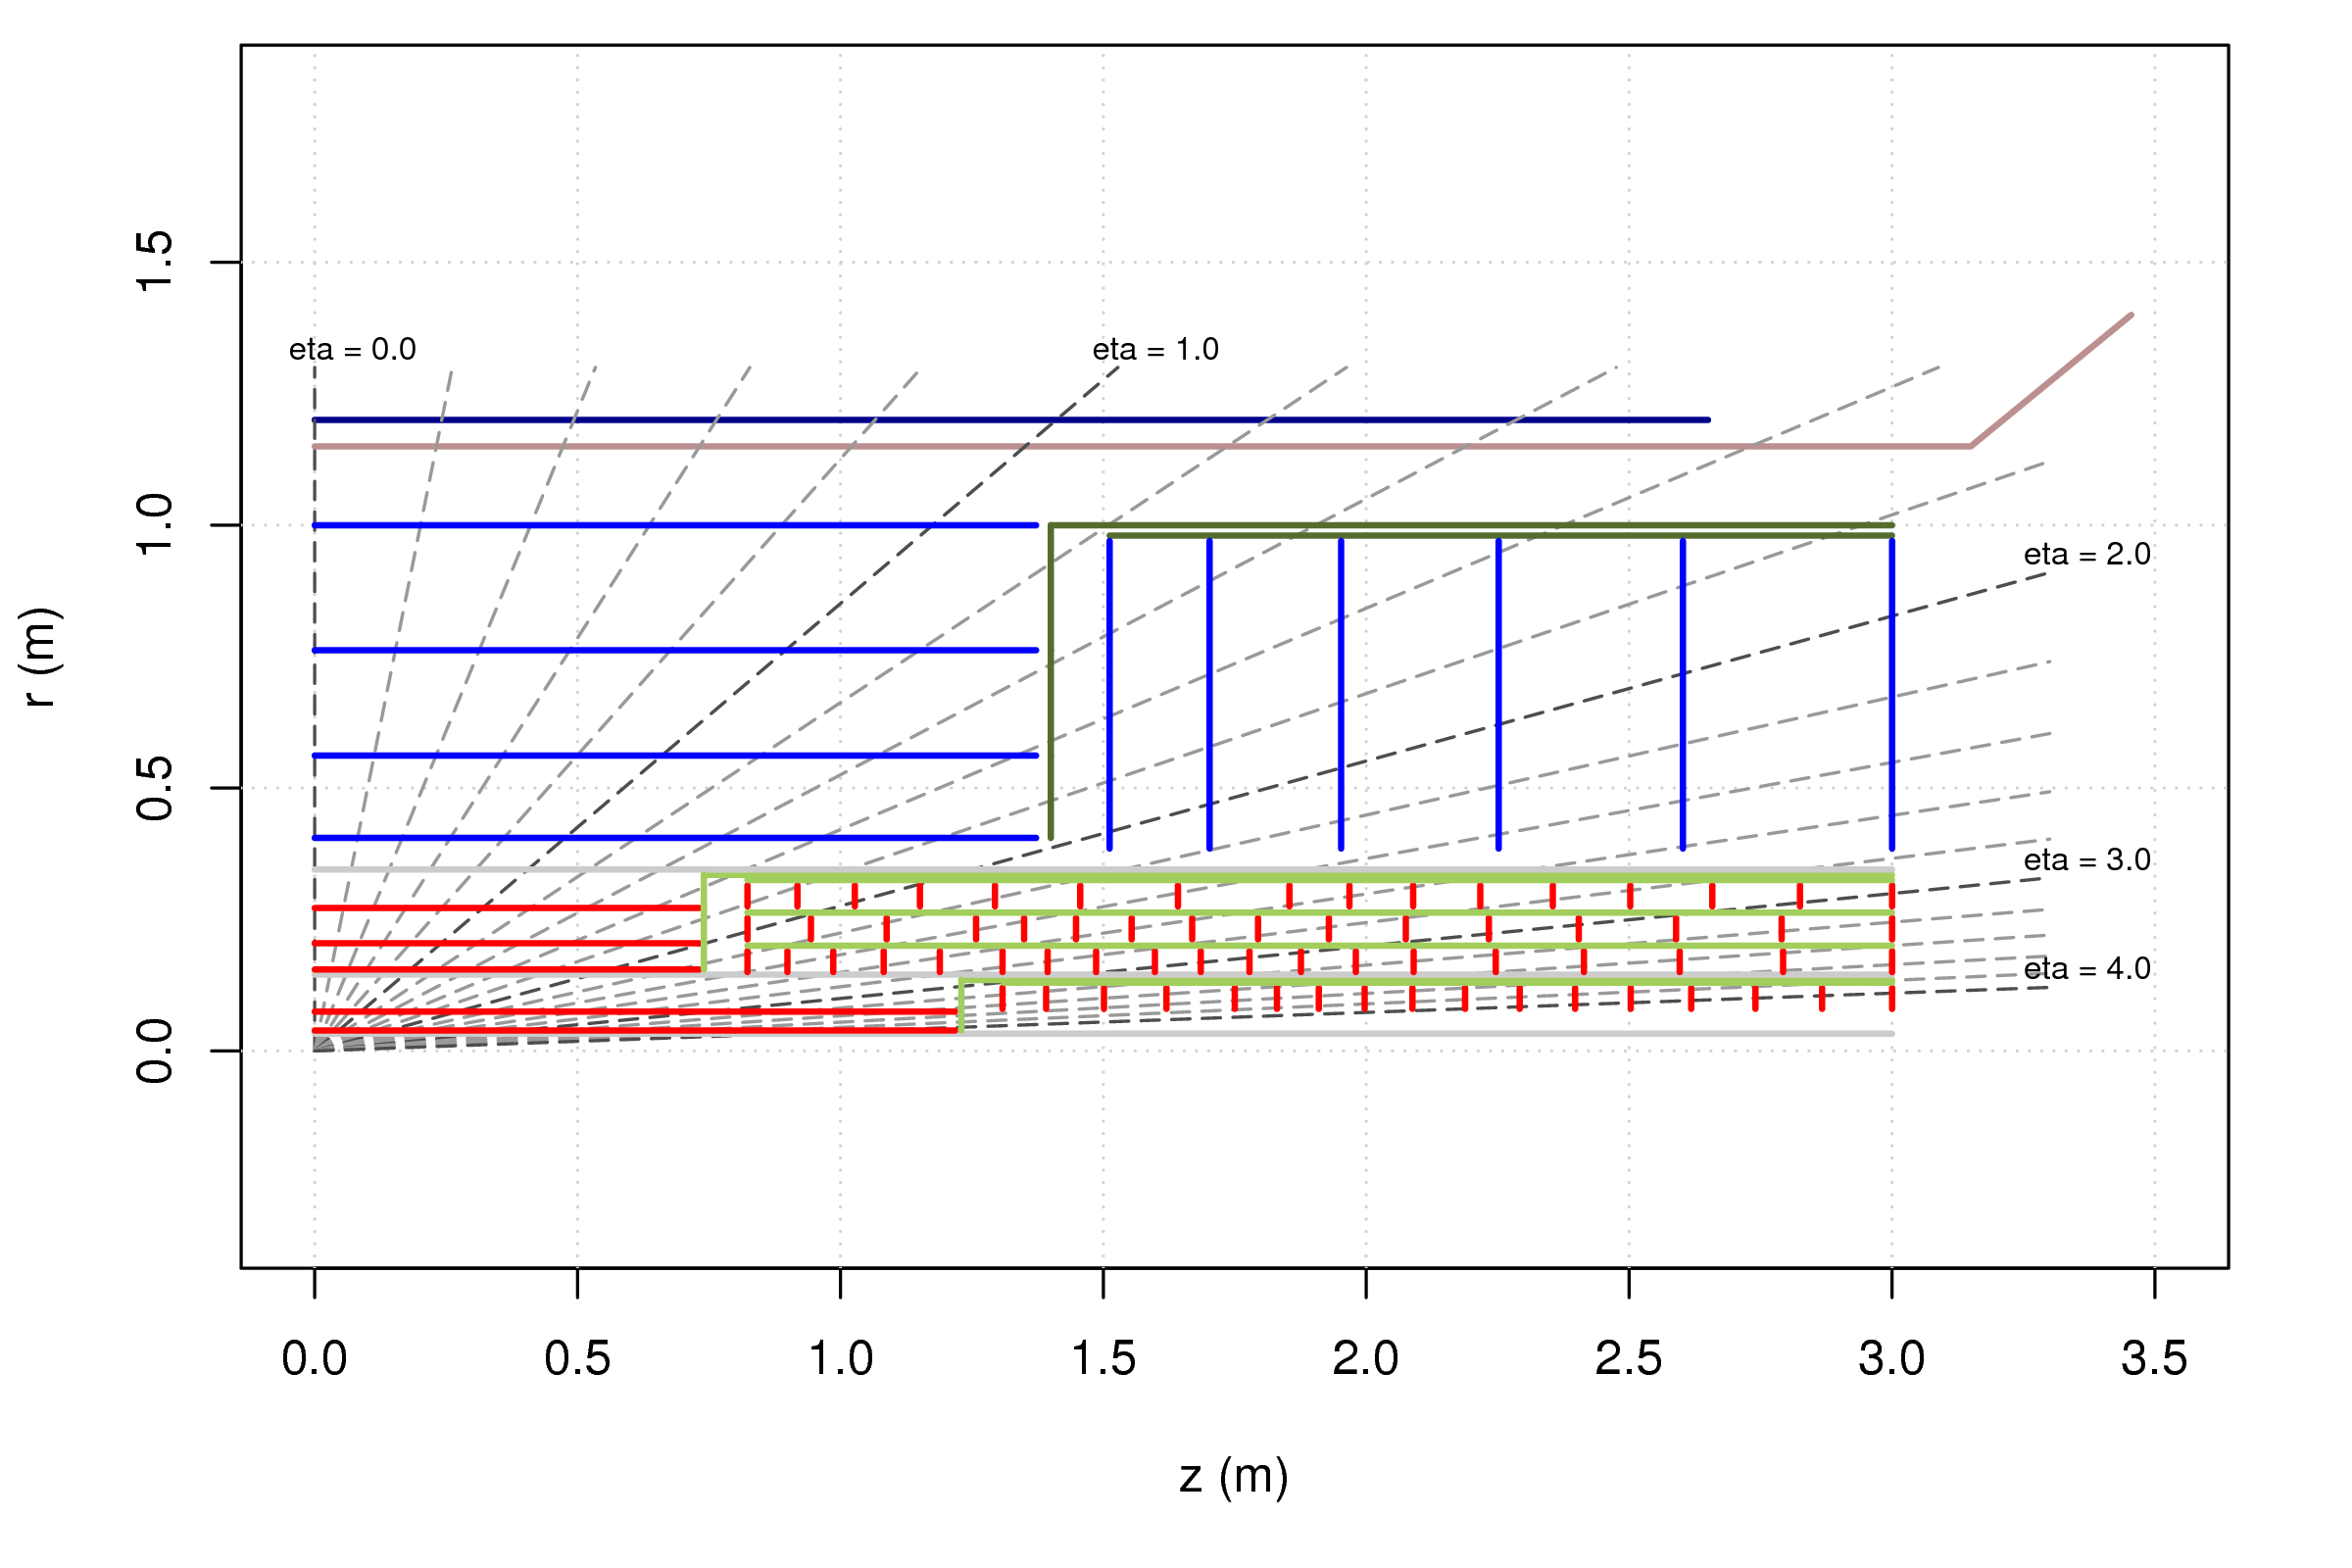 1.5
eta = 0.0
eta = 1.0
1.0
eta = 2.0
r (m)
0.5
eta = 3.0
eta = 4.0
0.0
0.0 0.5 1.0 1.5 2.0 2.5 3.0 3.5
z (m)